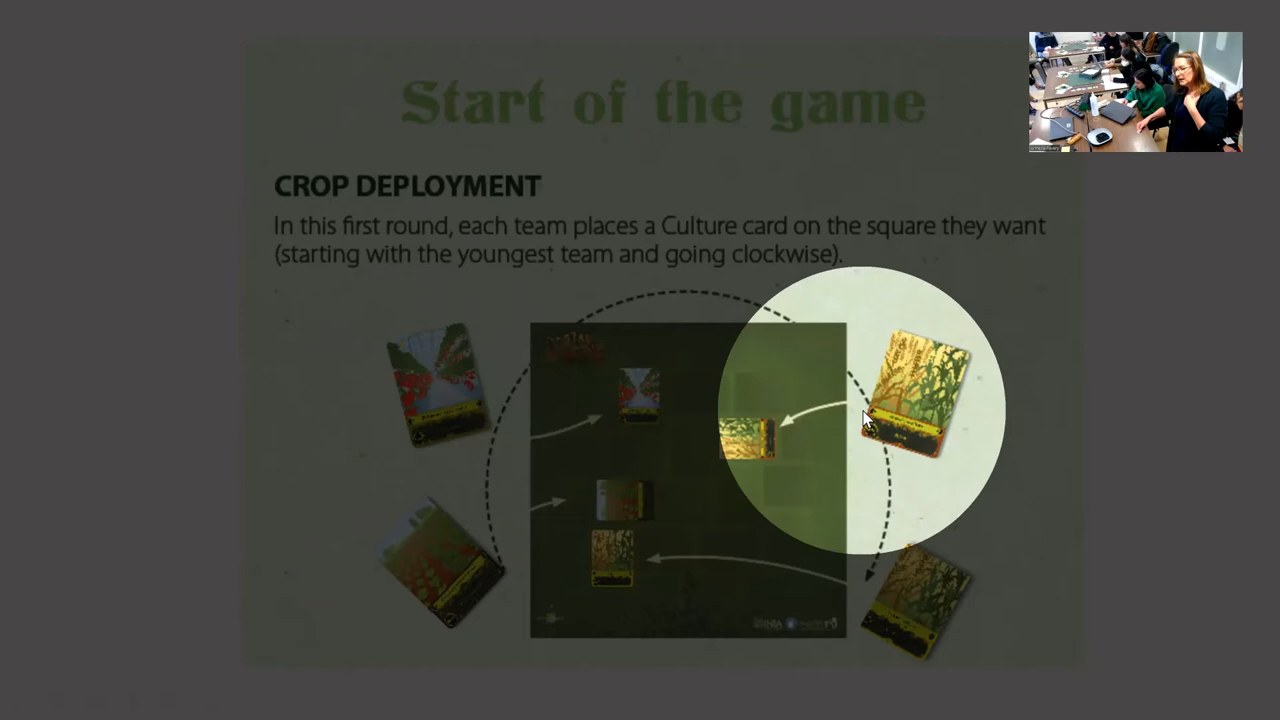 Start of the game
CROP DEPLOYMENT
In this first round, each team places a Culture card on the square they want
(starting with the youngest team and going clockwise).